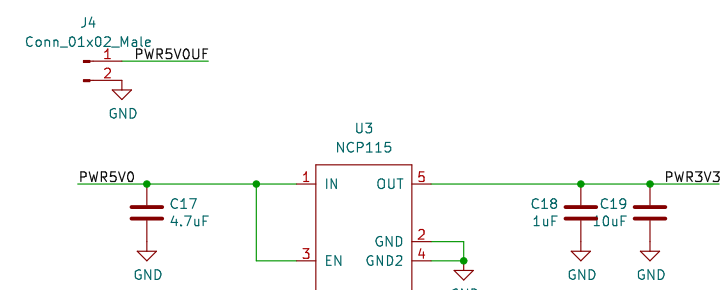 J4
Conn_01x02_Male
1
PWR5V0UF
2
GND
U3
NCP115
PWR5V0
1
IN
OUT
5
PWR3V3
C17
4.7uF
C18
1uF
C19
10uF
GND
2
3
EN
GND2
4
GND
GND
GND